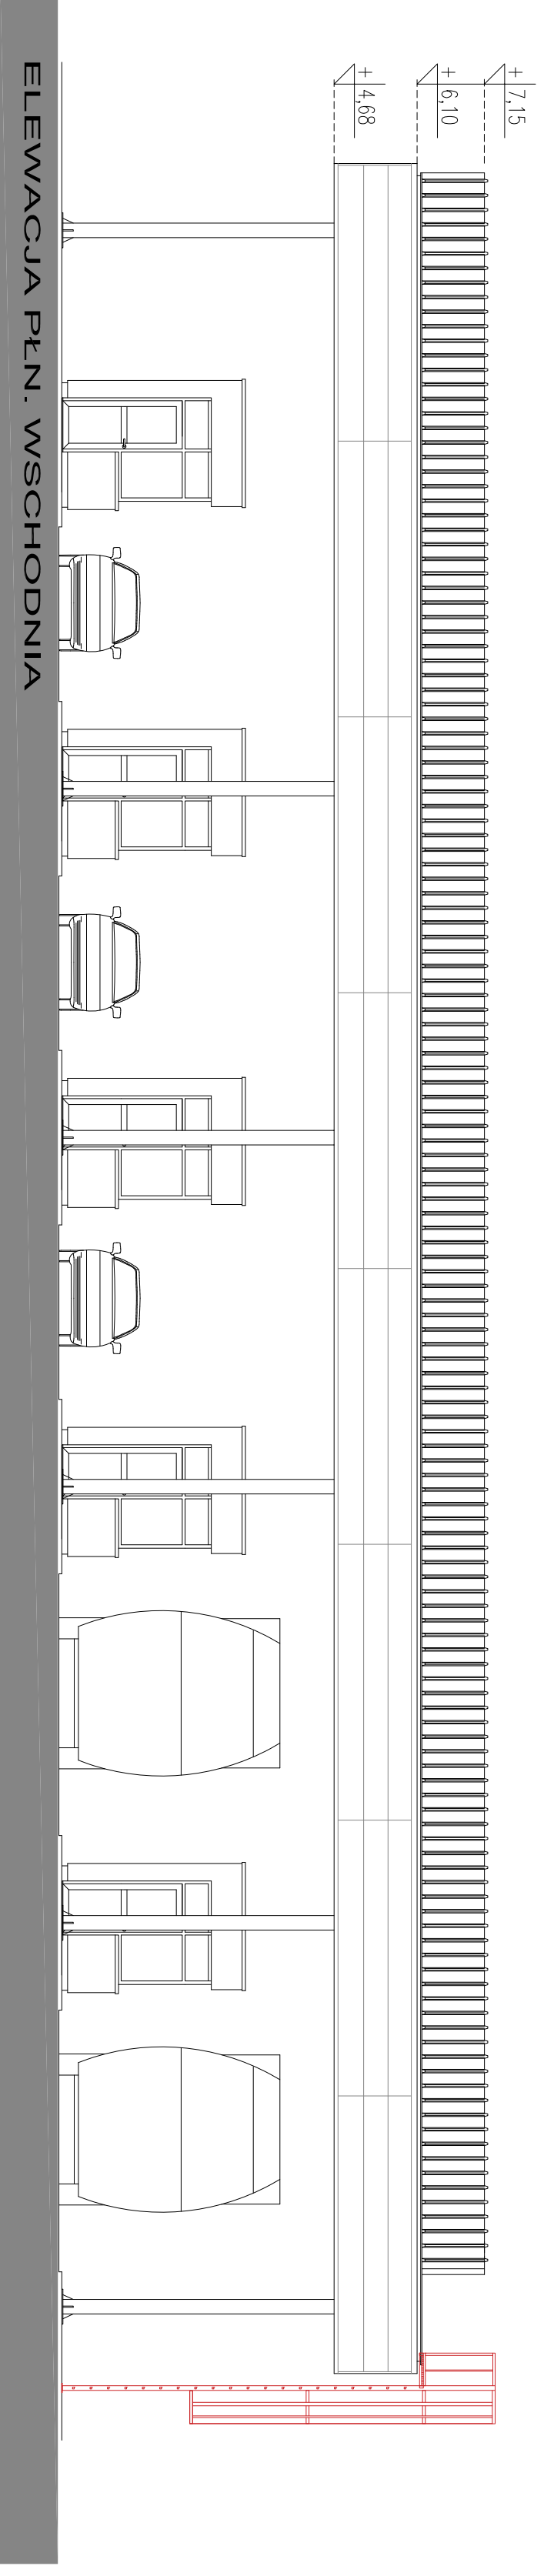 + 7,15
+ 6,10
+ 4,68
ELEWACJA PŁN. WSCHODNIA